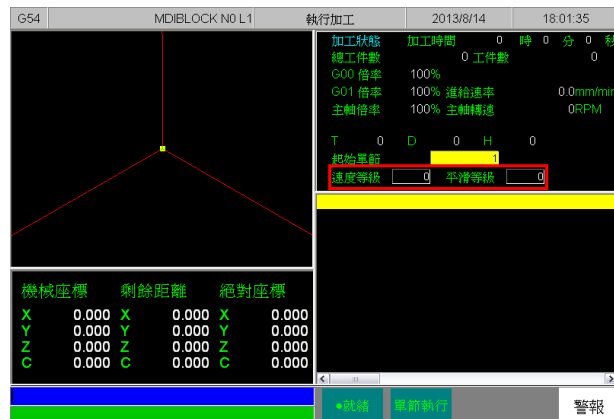 G54 MDIBLOCK N0 L1 執行加工 2013/8/14 18:01:35
加工狀態 加工時間 0 時 0 分 0 秒
總工件數 0 工件數 0
G00 倍率 100%
G01 倍率 100% 進給速率 0.0mm/min
主軸倍率 100% 主軸轉速 0RPM
T 0 D 0 H 0
起始單節 1
速度等級 0 平滑等級 0
機械座標 剩餘距離 絕對座標
X 0.000 X 0.000 X 0.000
Y 0.000 Y 0.000 Y 0.000
Z 0.000 Z 0.000 Z 0.000
C 0.000 C 0.000 C 0.000
●就緒 單節執行 警報